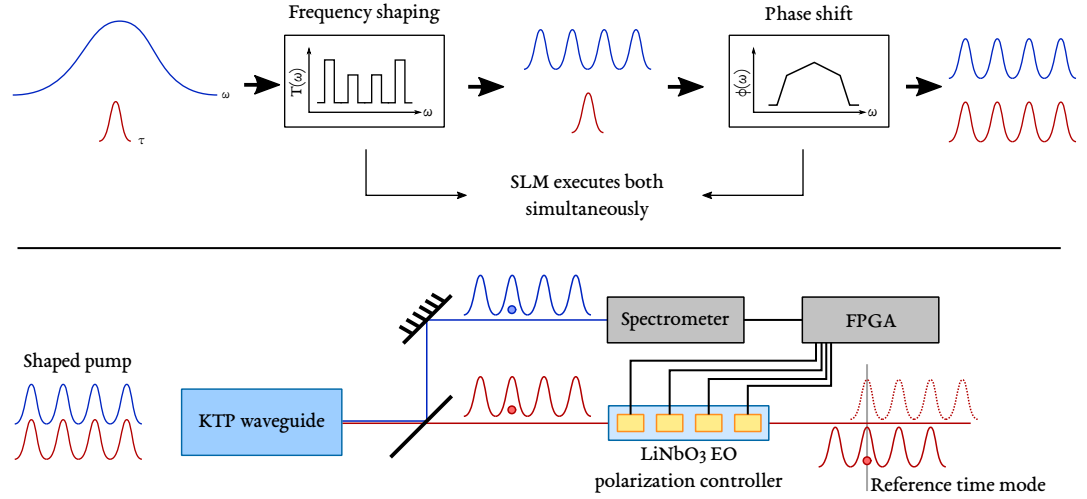 Frequency shaping
Phase shift
T(ω)
ω
ω
τ
ϕ(ω)
ω
SLM executes both
simultaneously
Shaped pump
KTP waveguide
Spectrometer
FPGA
LiNbO3 EO
polarization controller
Reference time mode